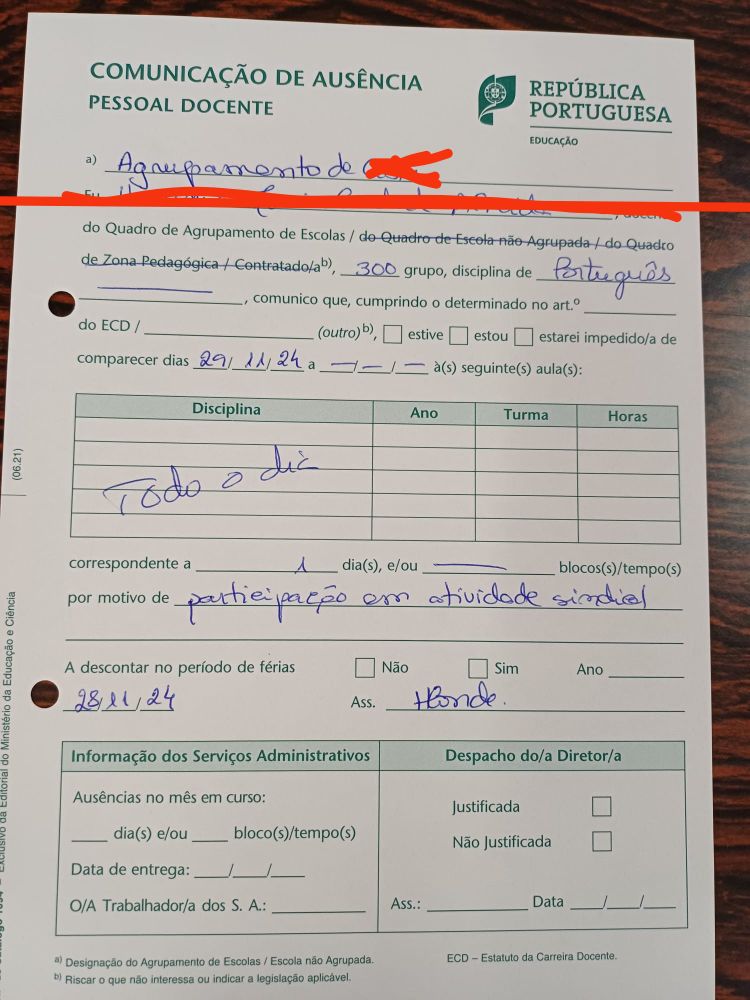 COMUNICAÇÃO DE AUSÊNCIA
PESSOAL DOCENTE
REPÚBLICA
PORTUGUESA
EDUCAÇÃO
a) Agrupamento de
do Quadro de Agrupamento de Escolas / do Quadro de Escola não Agrupada / do Quadro
de Zona Pedagógica / Contratado/a b), 300 grupo, disciplina de Português
, comunico que, cumprindo o determinado no art.º
do ECD / (outro) b), estive estou estarei impedido/a de
comparecer dias 29/11/24 a —/—/— à(s) seguinte(s) aula(s):
Disciplina Ano Turma Horas
Todo o dia
correspondente a 1 dia(s), e/ou — blocos(s)/tempo(s)
por motivo de participação em atividade sindical
A descontar no período de férias Não Sim Ano
28/11/24 Ass.
Informação dos Serviços Administrativos Despacho do/a Diretor/a
Ausências no mês em curso:
Justificada
dia(s) e/ou bloco(s)/tempo(s)
Não Justificada
Data de entrega: / /
O/A Trabalhador/a dos S. A.: Ass.: Data / /
a) Designação do Agrupamento de Escolas / Escola não Agrupada. ECD – Estatuto da Carreira Docente.
b) Riscar o que não interessa ou indicar a legislação aplicável.
(06.21)
Exclusivo da Editorial do Ministério da Educação e Ciência